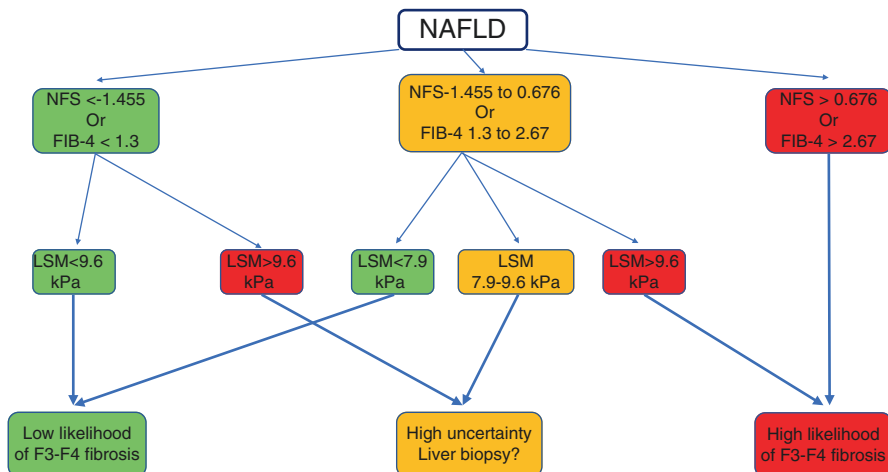 NAFLD
NFS <-1.455
Or
FIB-4 < 1.3
NFS-1.455 to 0.676
Or
FIB-4 1.3 to 2.67
NFS > 0.676
Or
FIB-4 > 2.67
LSM<9.6
kPa
LSM>9.6
kPa
LSM<7.9
kPa
LSM
7.9-9.6 kPa
LSM>9.6
kPa
Low likelihood
of F3-F4 fibrosis
High uncertainty
Liver biopsy?
High likelihood
of F3-F4 fibrosis